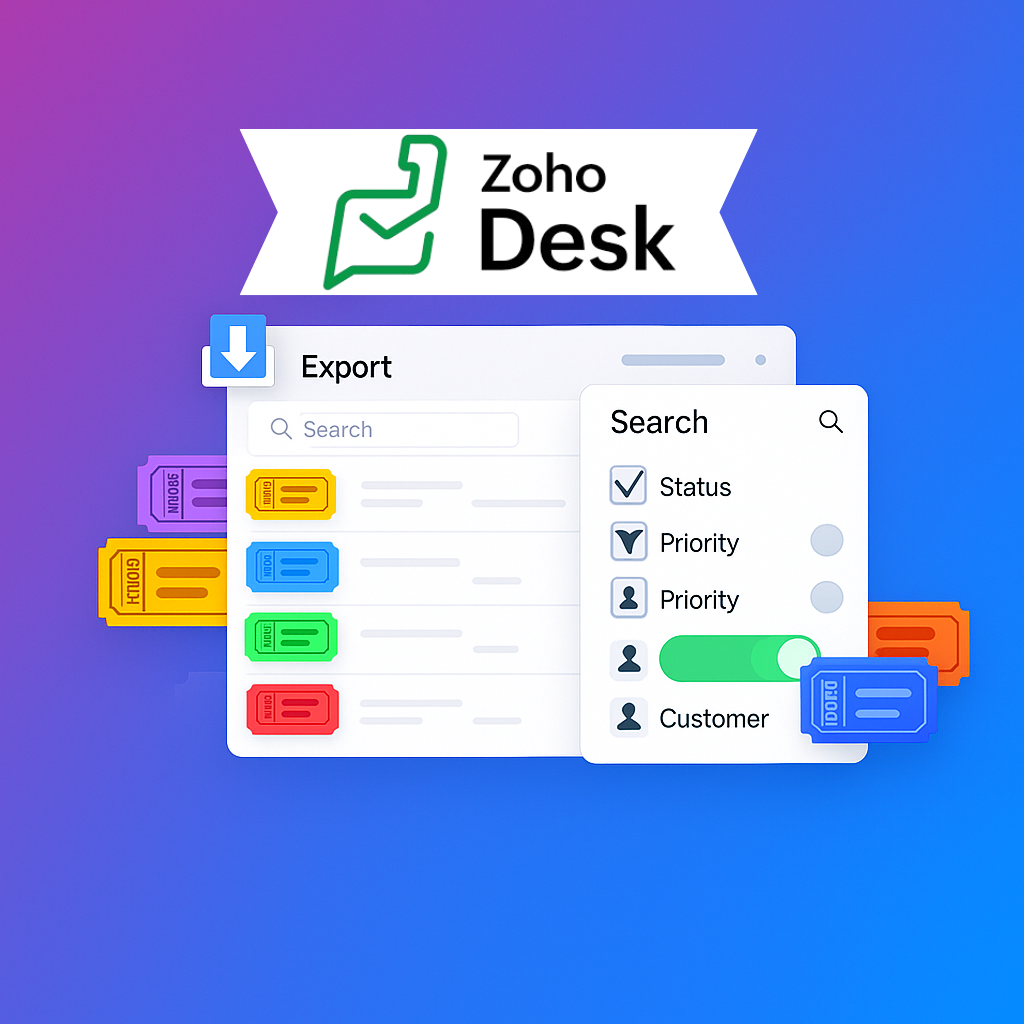 Zoho
Desk
Export
Search
Search
Status
Priority
Priority
Customer